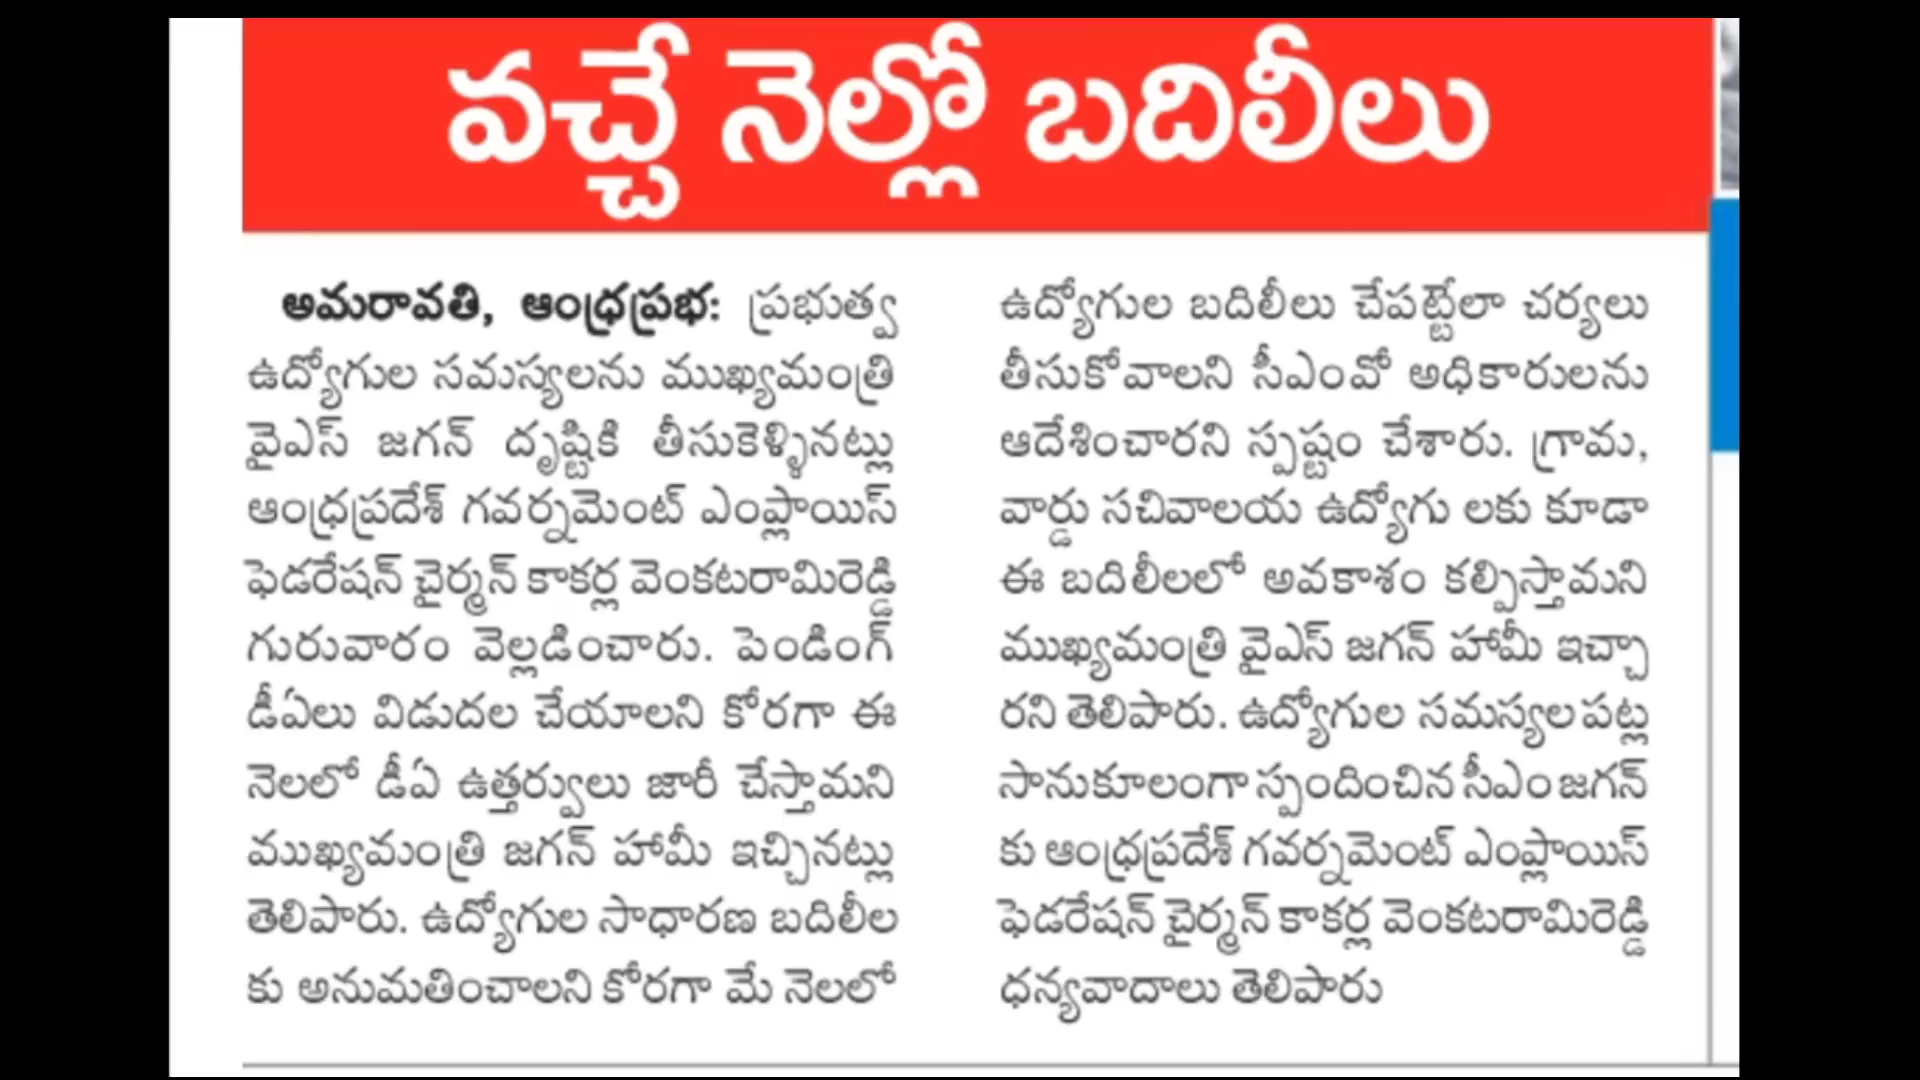 వచ్చే నెల్లో బదిలీలు
అమరావతి, ఆంధ్రప్రభ: ప్రభుత్వ
ఉద్యోగుల సమస్యలను ముఖ్యమంత్రి
వైఎస్ జగన్ దృష్టికి తీసుకెళ్ళినట్లు
ఆంధ్రప్రదేశ్ గవర్నమెంట్ ఎంప్లాయిస్
ఫెడరేషన్ చైర్మన్ కాకర్ల వెంకటరామిరెడ్డి
గురువారం వెల్లడించారు. పెండింగ్
డీఏలు విడుదల చేయాలని కోరగా ఈ
నెలలో డీఏ ఉత్తర్వులు జారీ చేస్తామని
ముఖ్యమంత్రి జగన్ హామీ ఇచ్చినట్లు
తెలిపారు. ఉద్యోగుల సాధారణ బదిలీల
కు అనుమతించాలని కోరగా మే నెలలో
ఉద్యోగుల బదిలీలు చేపట్టేలా చర్యలు
తీసుకోవాలని సీఎంవో అధికారులను
ఆదేశించారని స్పష్టం చేశారు. గ్రామ,
వార్డు సచివాలయ ఉద్యోగు లకు కూడా
ఈ బదిలీలలో అవకాశం కల్పిస్తామని
ముఖ్యమంత్రి వైఎస్ జగన్ హామీ ఇచ్చా
రని తెలిపారు. ఉద్యోగుల సమస్యలపట్ల
సానుకూలంగా స్పందించిన సీఎం జగన్
కు ఆంధ్రప్రదేశ్ గవర్నమెంట్ ఎంప్లాయిస్
ఫెడరేషన్ చైర్మన్ కాకర్ల వెంకటరామిరెడ్డి
ధన్యవాదాలు తెలిపారు